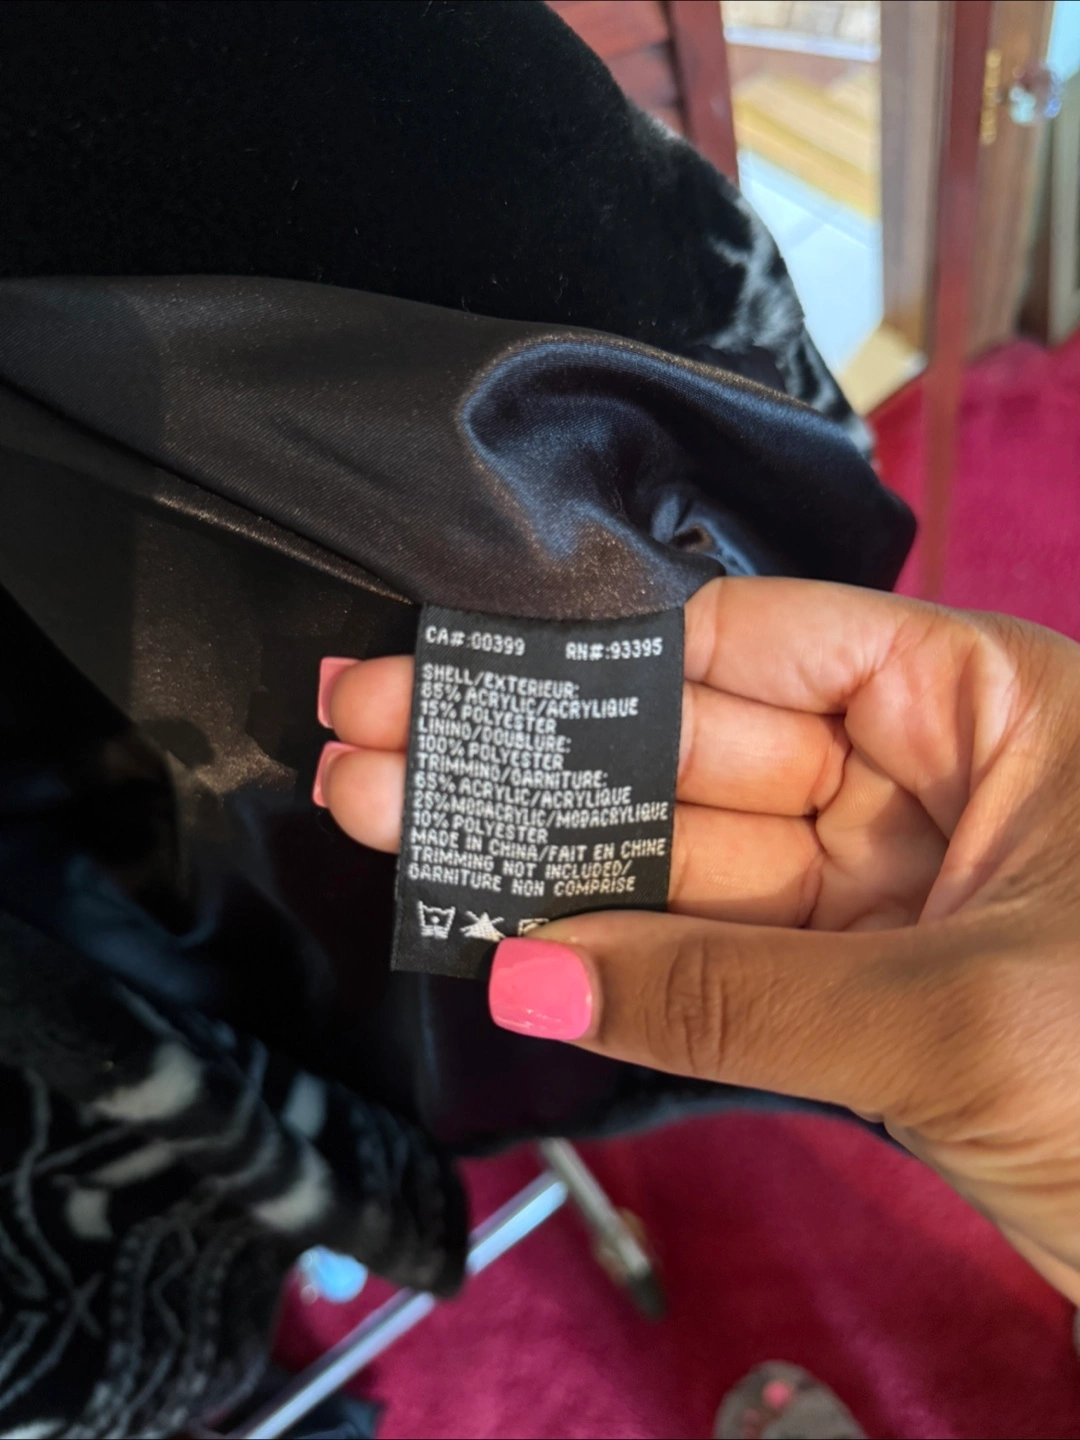 CA#:00399 RN#:93395
SHELL/EXTERIEUR:
85% ACRYLIC/ACRYLIQUE
15% POLYESTER
LINING/DOUBLURE:
100% POLYESTER
TRIMMING/GARNITURE:
65% ACRYLIC/ACRYLIQUE
25%MODACRYLIC/MODACRYLIQUE
10% POLYESTER
MADE IN CHINA/FAIT EN CHINE
TRIMMING NOT INCLUDED/
GARNITURE NON COMPRISE